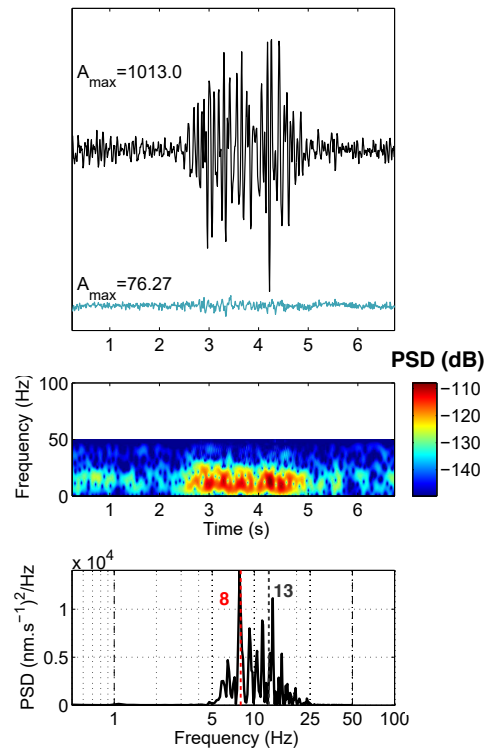 A_max=1013.0
A_max=76.27
1 2 3 4 5 6
PSD (dB)
100
50
0
Frequency (Hz)
1 2 3 4 5 6
Time (s)
−110
−120
−130
−140
x 10^4
1
0.5
0
PSD (nm.s^−1)^2/Hz
8
13
1 5 10 25 50 100
Frequency (Hz)